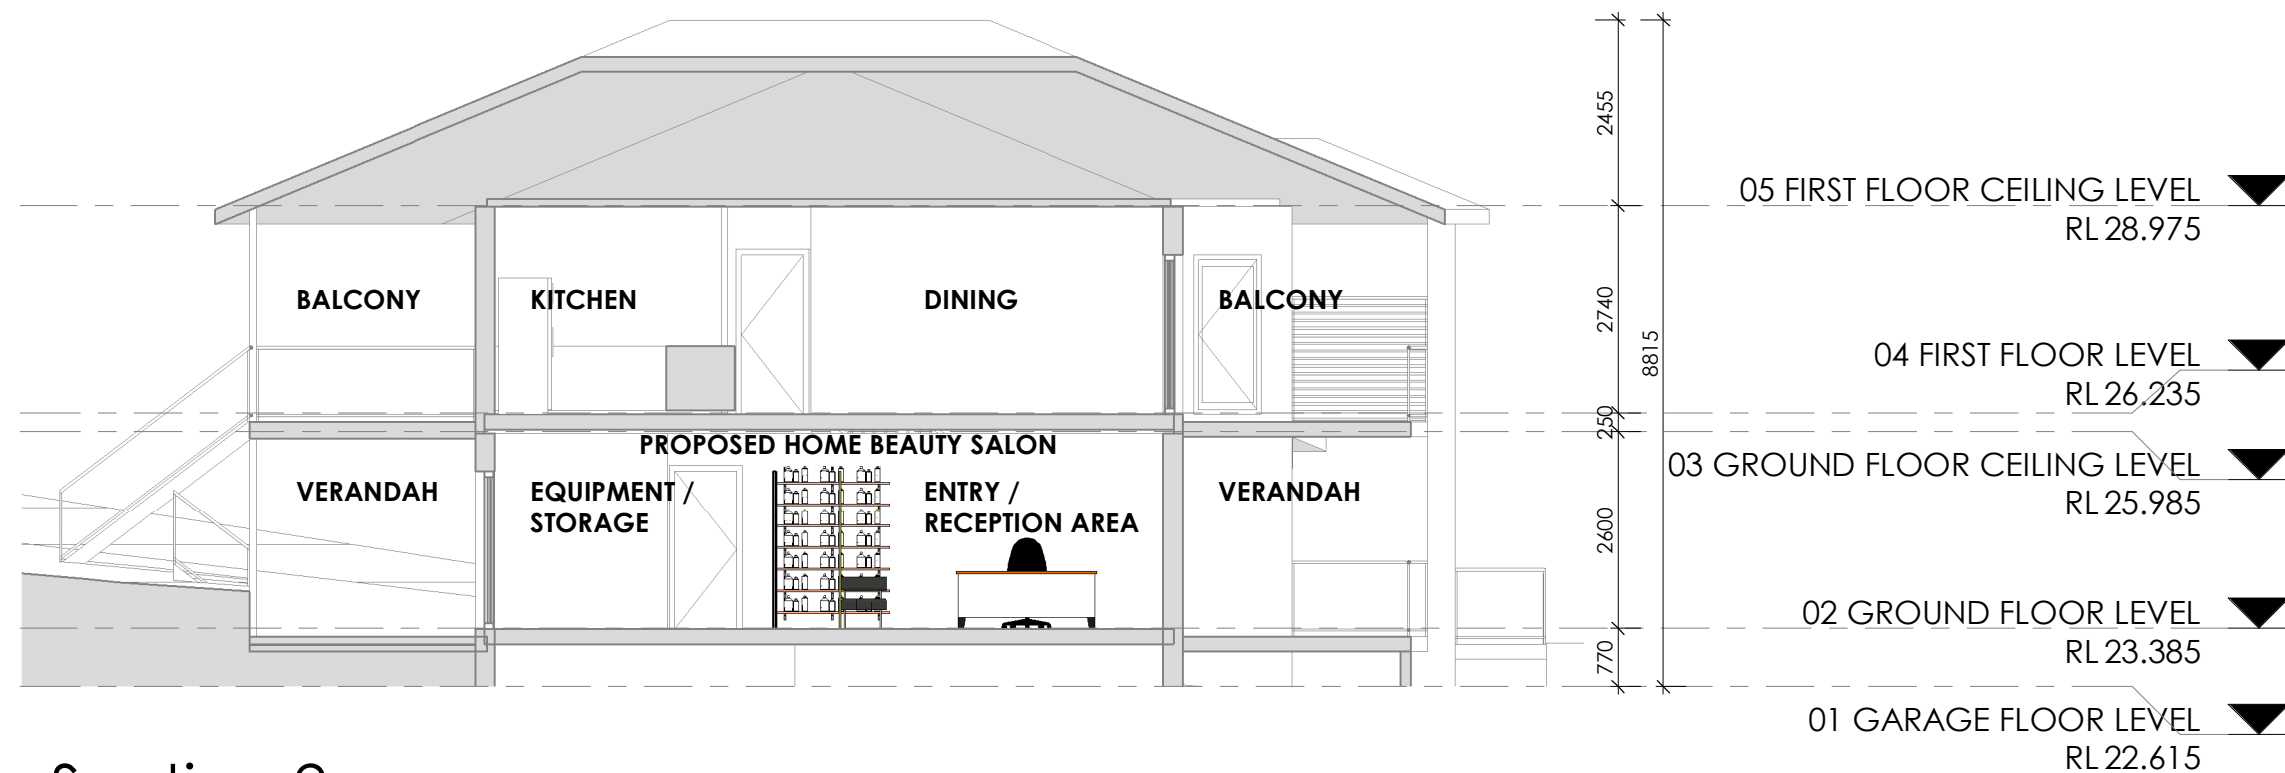 2455
05 FIRST FLOOR CEILING LEVEL
RL 28.975
BALCONY
KITCHEN
DINING
BALCONY
2740
8815
04 FIRST FLOOR LEVEL
RL 26.235
250
PROPOSED HOME BEAUTY SALON
03 GROUND FLOOR CEILING LEVEL
RL 25.985
VERANDAH
EQUIPMENT /
STORAGE
ENTRY /
RECEPTION AREA
VERANDAH
2600
02 GROUND FLOOR LEVEL
RL 23.385
770
01 GARAGE FLOOR LEVEL
RL 22.615